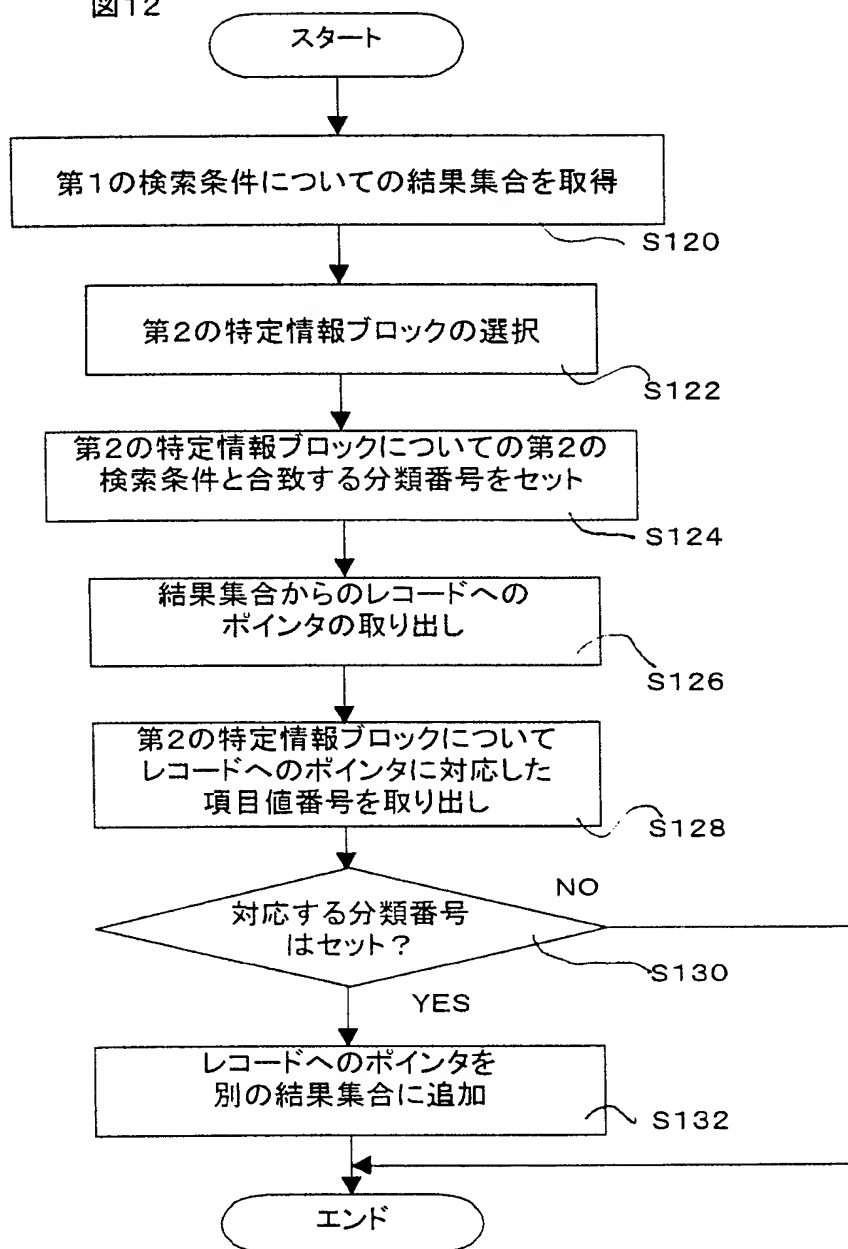 図12
スタート
第1の検索条件についての結果集合を取得
S120
第2の特定情報ブロックの選択
S122
第2の特定情報ブロックについての第2の
検索条件と合致する分類番号をセット
S124
結果集合からのレコードへの
ポインタの取り出し
S126
第2の特定情報ブロックについて
レコードへのポインタに対応した
項目値番号を取り出し
S128
対応する分類番号
はセット？
NO
S130
YES
レコードへのポインタを
別の結果集合に追加
S132
エンド